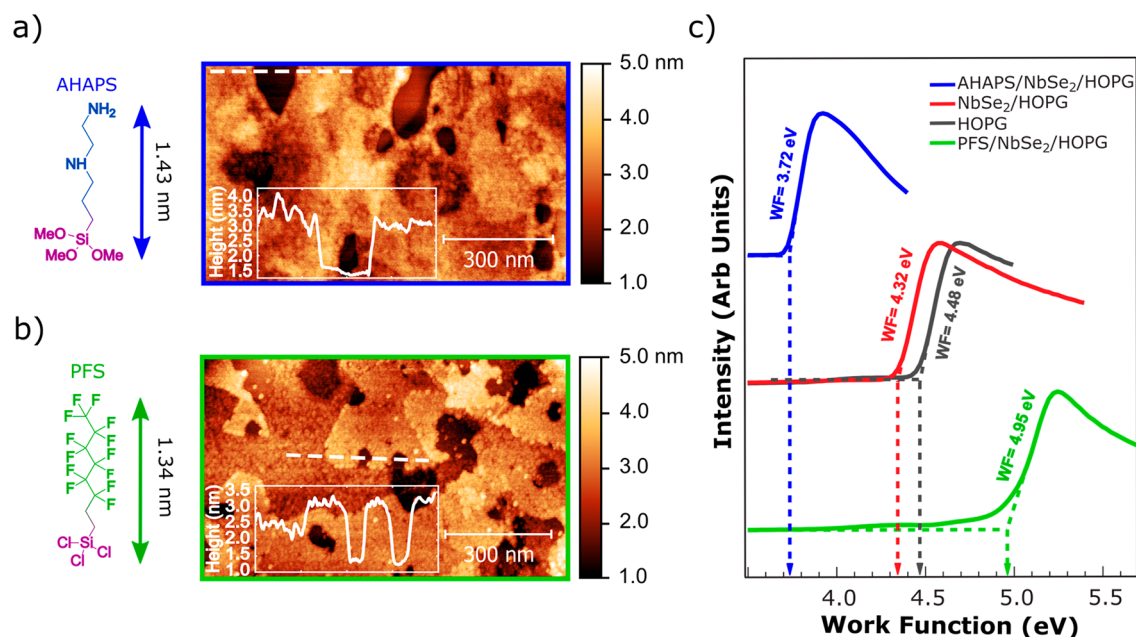 a)
AHAPS
NH₂
NH
MeO Si
MeO OMe
1.43 nm
Height (nm)
4.0
3.5
3.0
2.5
2.0
1.5
300 nm
5.0 nm
4.0
3.0
2.0
1.0
b)
PFS
F F
F F
F F
F F
F F
F F
F
Cl Si
Cl Cl
1.34 nm
Height (nm)
3.5
3.0
2.5
2.0
1.5
1.0
300 nm
5.0 nm
4.0
3.0
2.0
1.0
c)
AHAPS/NbSe₂/HOPG
NbSe₂/HOPG
HOPG
PFS/NbSe₂/HOPG
WF= 3.72 eV
WF= 4.32 eV
WF= 4.48 eV
WF= 4.95 eV
Intensity (Arb Units)
4.0 4.5 5.0 5.5
Work Function (eV)